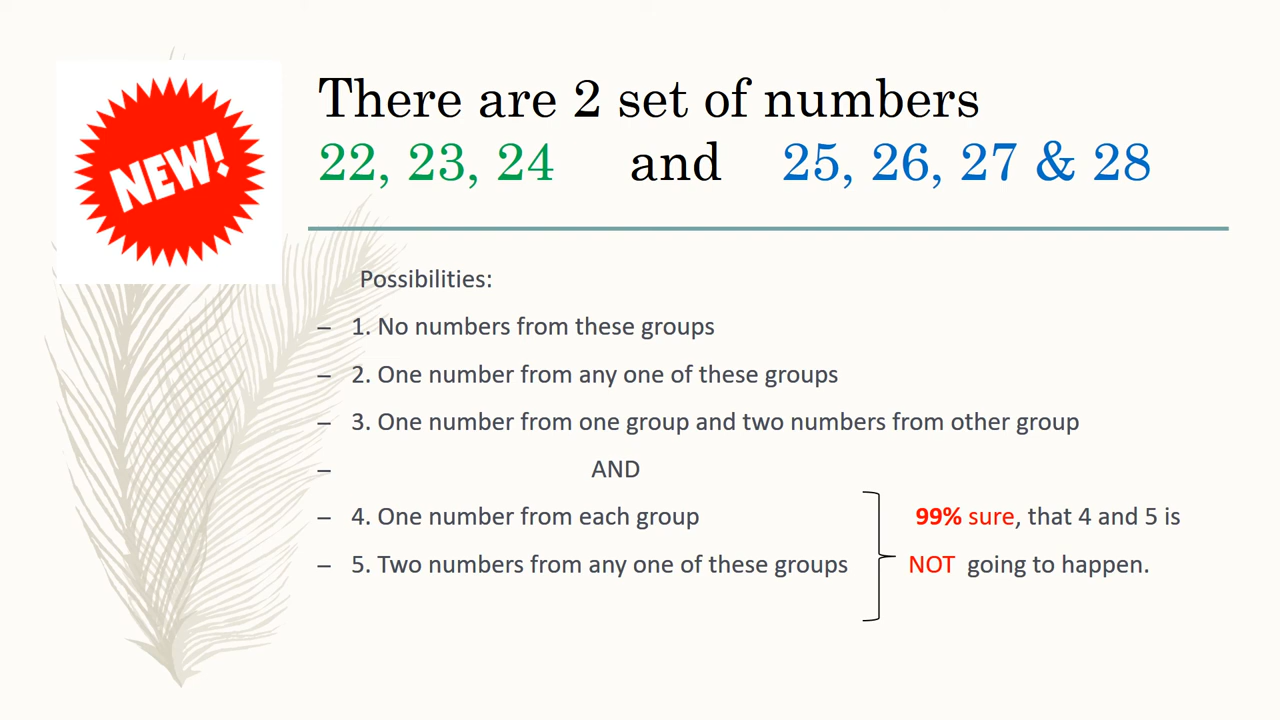 NEW!
There are 2 set of numbers
22, 23, 24 and 25, 26, 27 & 28
Possibilities:
– 1. No numbers from these groups
– 2. One number from any one of these groups
– 3. One number from one group and two numbers from other group
– AND
– 4. One number from each group 99% sure, that 4 and 5 is
– 5. Two numbers from any one of these groups NOT going to happen.